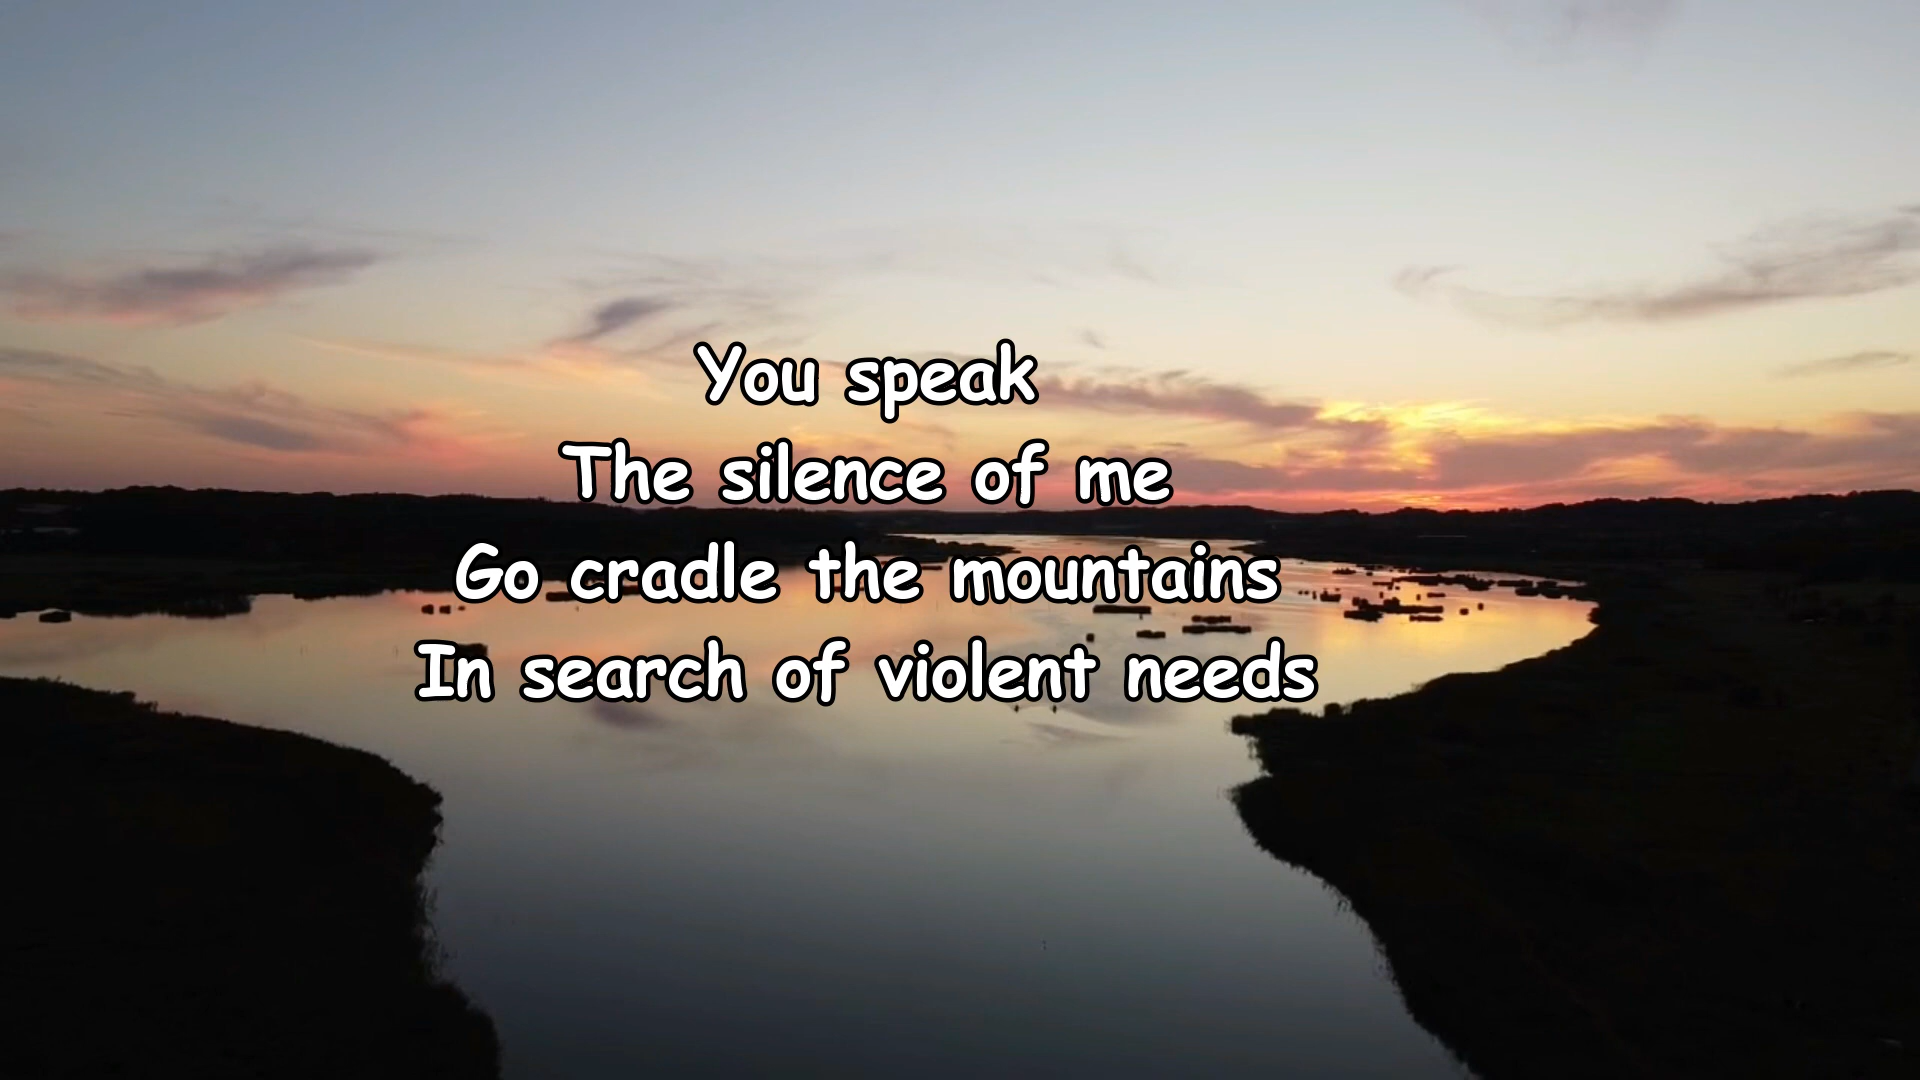 You speak
The silence of me
Go cradle the mountains
In search of violent needs